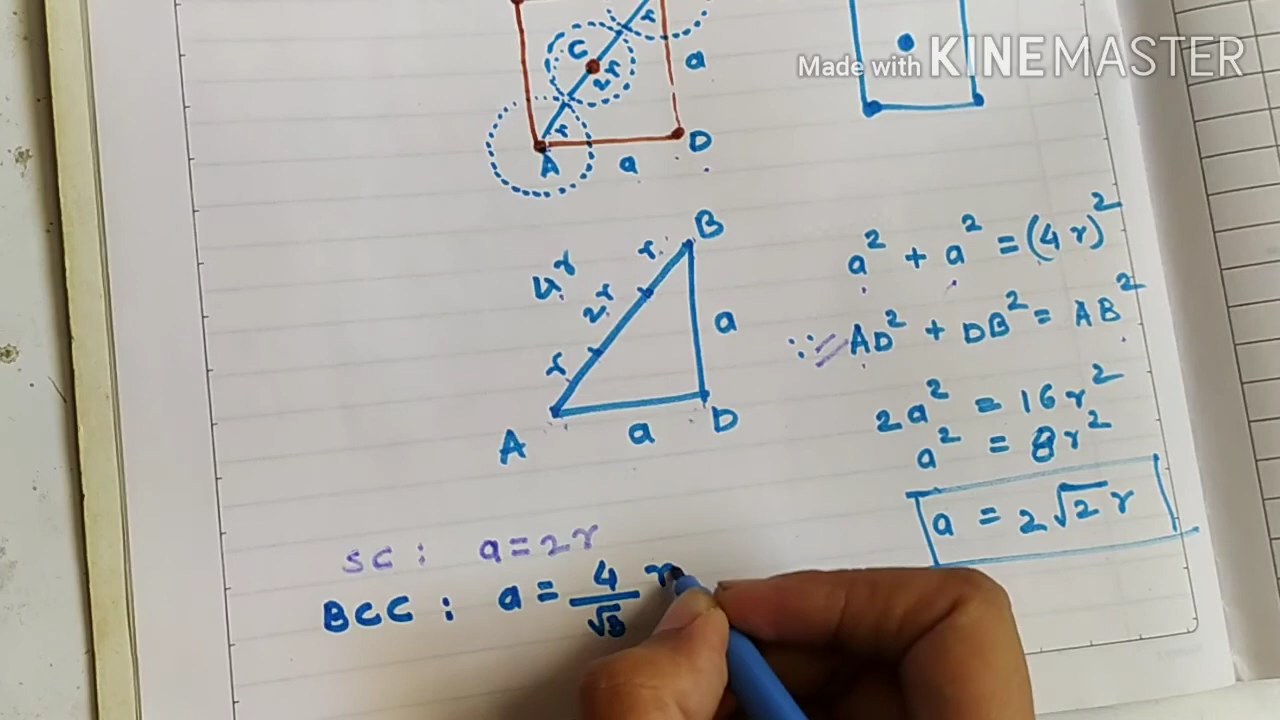 r
Made with KINEMASTER
C
2r
a
r
A
a
D
B
r
4r
2r
r
a
A
a
D
a² + a² = (4r)²
∵ AD² + DB² = AB²
2a² = 16r²
a² = 8r²
a = 2√2 r
SC : a = 2r
BCC : a = 4/√3 r